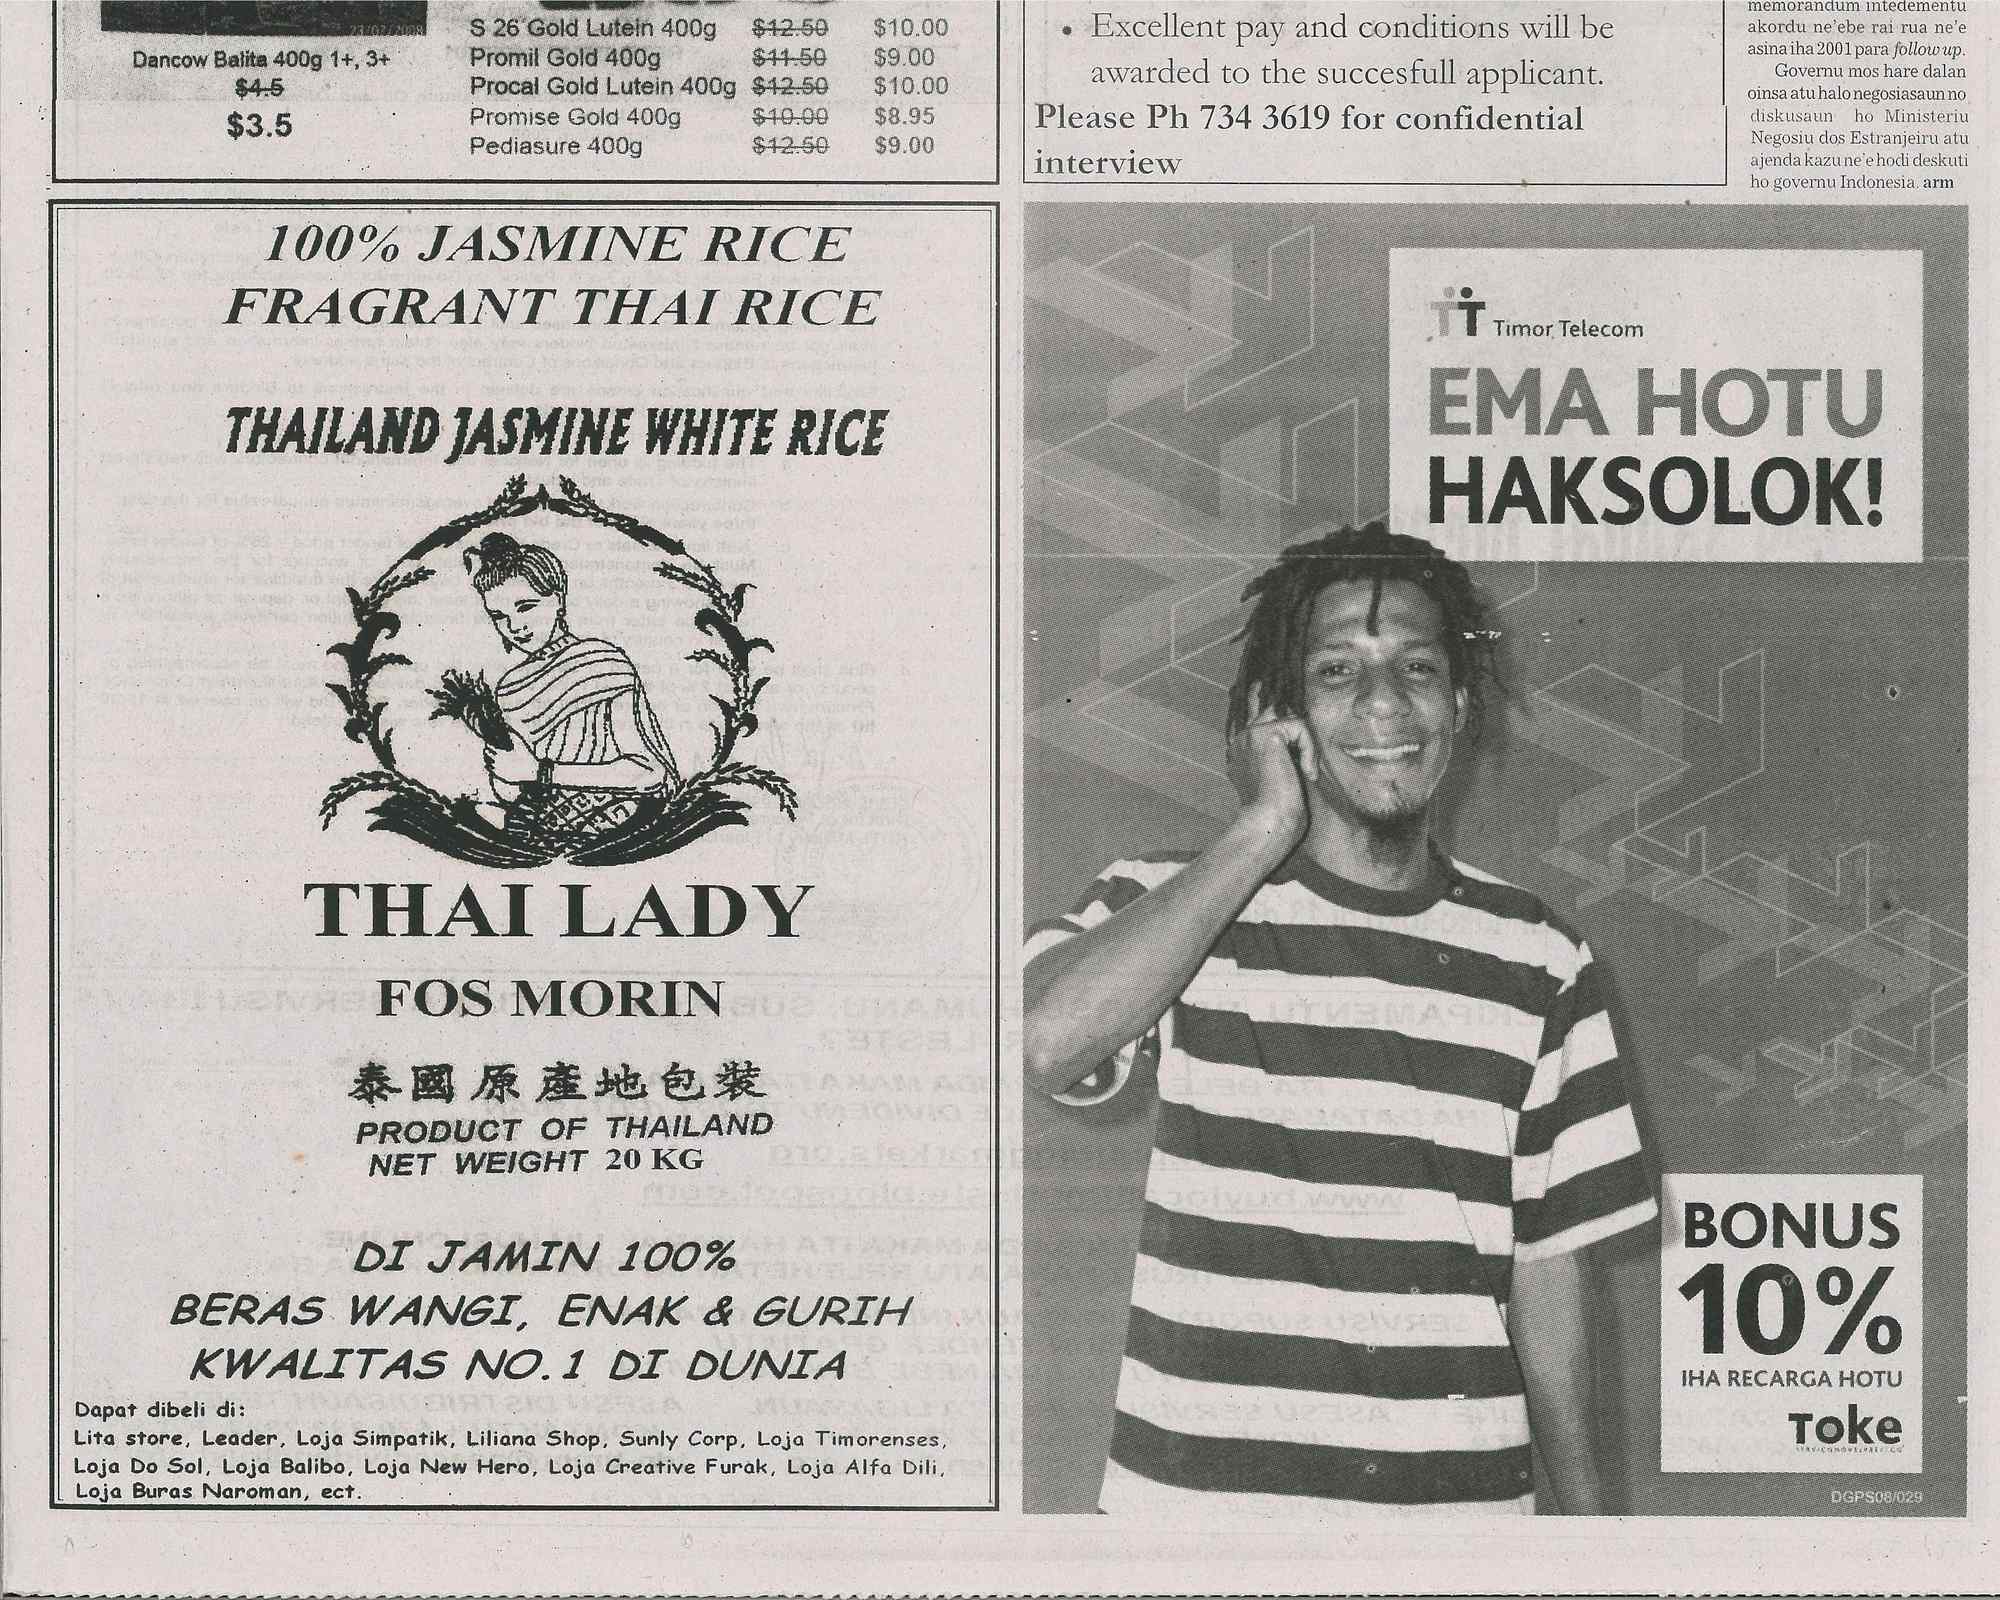 23/02/2009
Dancow Balita 400g 1+, 3+
$4.5
$3.5
S 26 Gold Lutein 400g $12.50 $10.00
Promil Gold 400g $11.50 $9.00
Procal Gold Lutein 400g $12.50 $10.00
Promise Gold 400g $10.00 $8.95
Pediasure 400g $12.50 $9.00
• Excellent pay and conditions will be
awarded to the succesfull applicant.
Please Ph 734 3619 for confidential
interview
memorandum intedementu
akordu ne'ebe rai rua ne'e
asina iha 2001 para follow up.
Governu mos hare dalan
oinsa atu halo negosiasaun no
diskusaun ho Ministeriu
Negosiu dos Estranjeiru atu
ajenda kazu ne'e hodi deskuti
ho governu Indonesia. arm
100% JASMINE RICE
FRAGRANT THAI RICE
THAILAND JASMINE WHITE RICE
THAI LADY
FOS MORIN
泰國原產地包裝
PRODUCT OF THAILAND
NET WEIGHT 20 KG
DI JAMIN 100%
BERAS WANGI, ENAK & GURIH
KWALITAS NO.1 DI DUNIA
Dapat dibeli di:
Lita store, Leader, Loja Simpatik, Liliana Shop, Sunly Corp, Loja Timorenses,
Loja Do Sol, Loja Balibo, Loja New Hero, Loja Creative Furak, Loja Alfa Dili,
Loja Buras Naroman, ect.
Timor Telecom
EMA HOTU
HAKSOLOK!
BONUS
10%
IHA RECARGA HOTU
Toke
DGPS08/029